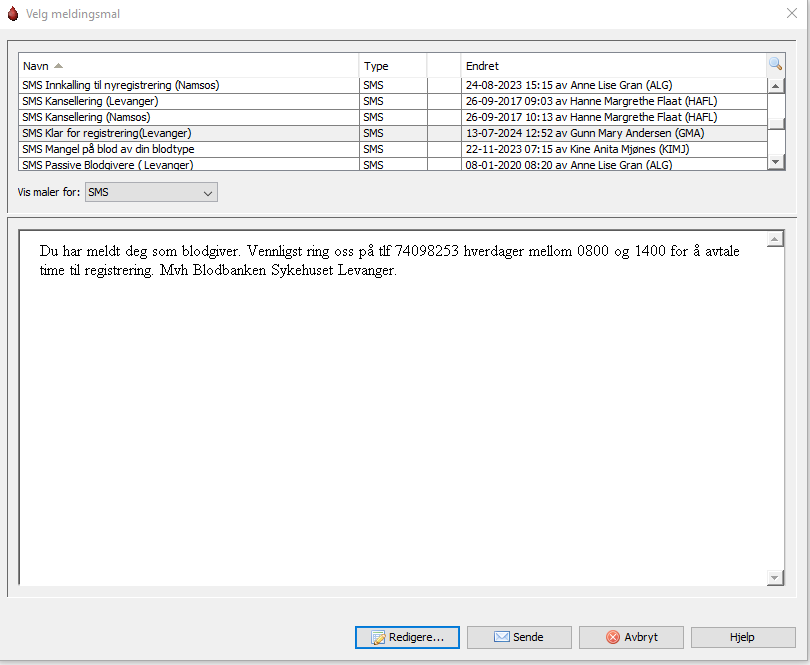 Velg meldingsmal
Navn Type Endret
SMS Innkalling til nyregistrering (Namsos) SMS 24-08-2023 15:15 av Anne Lise Gran (ALG)
SMS Kansellering (Levanger) SMS 26-09-2017 09:03 av Hanne Margrethe Flaat (HAFL)
SMS Kansellering (Namsos) SMS 26-09-2017 10:13 av Hanne Margrethe Flaat (HAFL)
SMS Klar for registrering(Levanger) SMS 13-07-2024 12:52 av Gunn Mary Andersen (GMA)
SMS Mangel på blod av din blodtype SMS 22-11-2023 07:15 av Kine Anita Mjønes (KIMJ)
SMS Passive Blodgivere ( Levanger) SMS 08-01-2020 08:20 av Anne Lise Gran (ALG)
Vis maler for: SMS
Du har meldt deg som blodgiver. Vennligst ring oss på tlf 74098253 hverdager mellom 0800 og 1400 for å avtale
time til registrering. Mvh Blodbanken Sykehuset Levanger.
Redigere... Sende Avbryt Hjelp